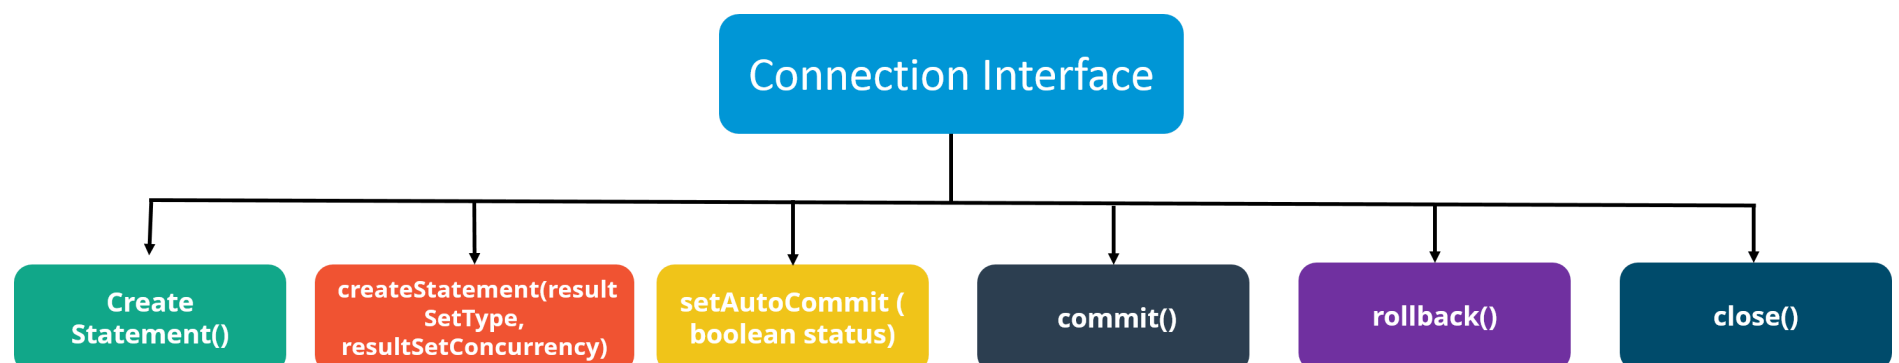 Connection Interface
Create
Statement()
createStatement(result
SetType,
resultSetConcurrency)
setAutoCommit (
boolean status)
commit()
rollback()
close()